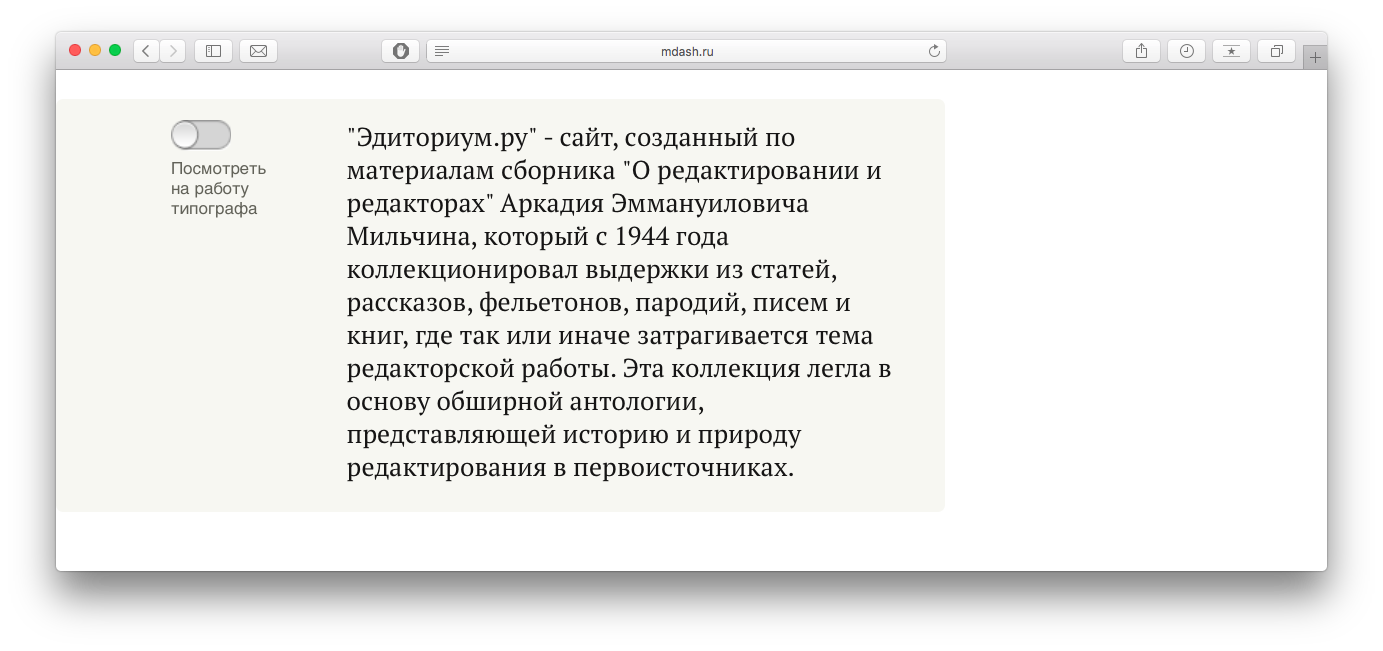 mdash.ru
Посмотреть
на работу
типографа
"Эдиториум.ру" - сайт, созданный по
материалам сборника "О редактировании и
редакторах" Аркадия Эммануиловича
Мильчина, который с 1944 года
коллекционировал выдержки из статей,
рассказов, фельетонов, пародий, писем и
книг, где так или иначе затрагивается тема
редакторской работы. Эта коллекция легла в
основу обширной антологии,
представляющей историю и природу
редактирования в первоисточниках.